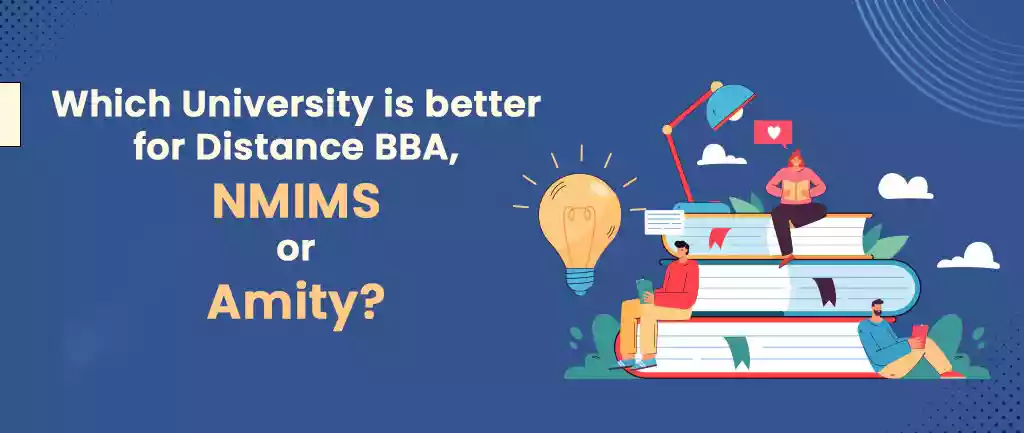 Which University is better
for Distance BBA,
NMIMS
or
Amity?